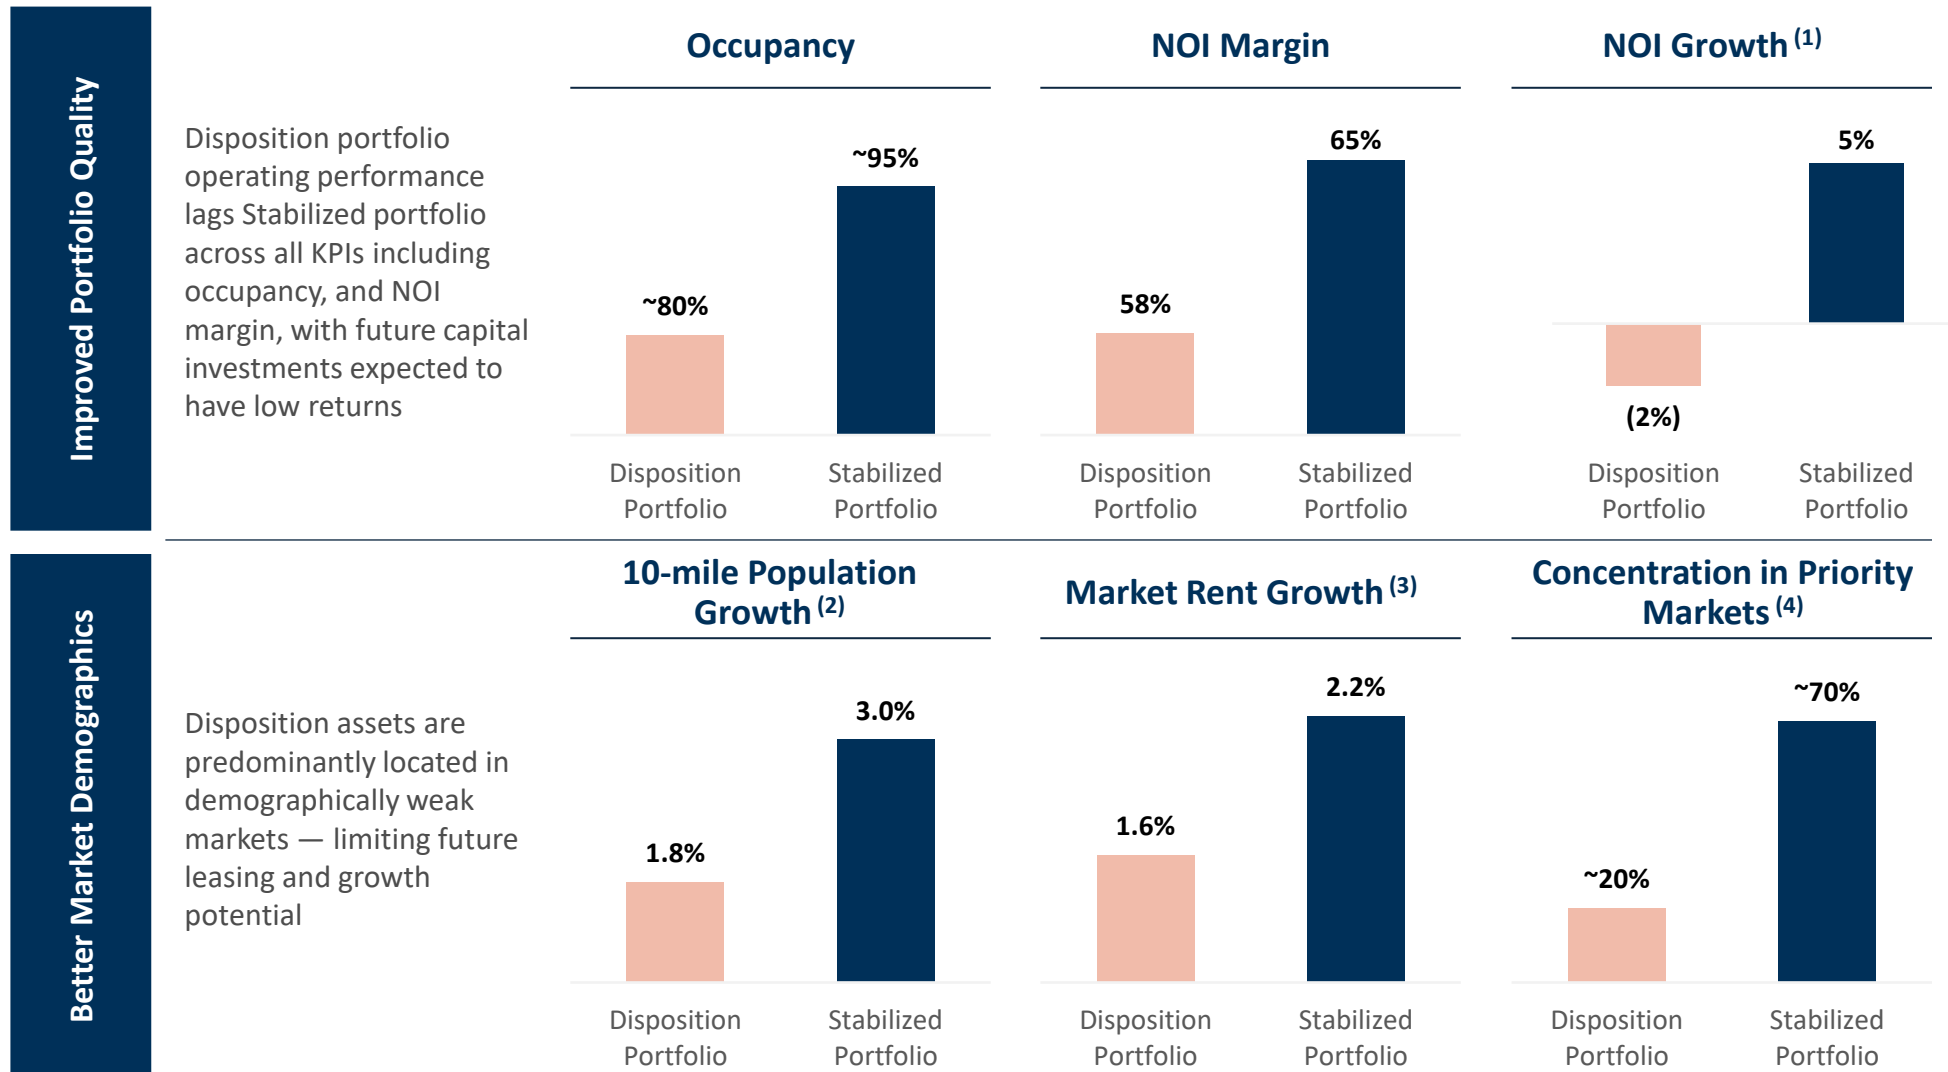 Improved Portfolio Quality
Disposition portfolio
operating performance
lags Stabilized portfolio
across all KPIs including
occupancy, and NOI
margin, with future capital
investments expected to
have low returns
Occupancy
~80%
~95%
Disposition
Portfolio
Stabilized
Portfolio
NOI Margin
58%
65%
Disposition
Portfolio
Stabilized
Portfolio
NOI Growth (1)
(2%)
5%
Disposition
Portfolio
Stabilized
Portfolio
Better Market Demographics
Disposition assets are
predominantly located in
demographically weak
markets — limiting future
leasing and growth
potential
10-mile Population
Growth (2)
1.8%
3.0%
Disposition
Portfolio
Stabilized
Portfolio
Market Rent Growth (3)
1.6%
2.2%
Disposition
Portfolio
Stabilized
Portfolio
Concentration in Priority
Markets (4)
~20%
~70%
Disposition
Portfolio
Stabilized
Portfolio